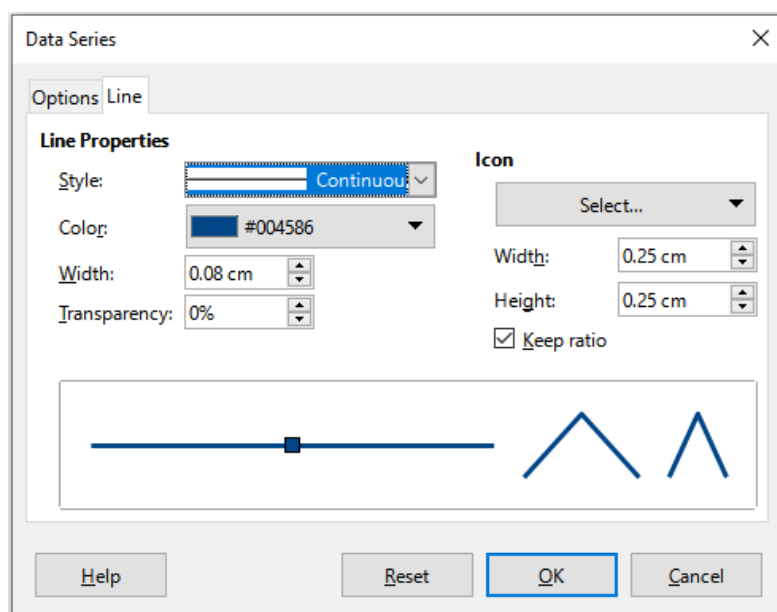 Data Series
Options Line
Line Properties
Style: Continuou
Color: #004586
Width: 0.08 cm
Transparency: 0%
Icon
Select...
Width: 0.25 cm
Height: 0.25 cm
Keep ratio
Help Reset OK Cancel